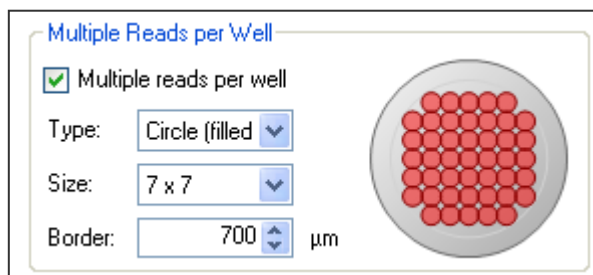 Multiple Reads per Well
Multiple reads per well
Type: Circle (filled
Size: 7 x 7
Border: 700 µm